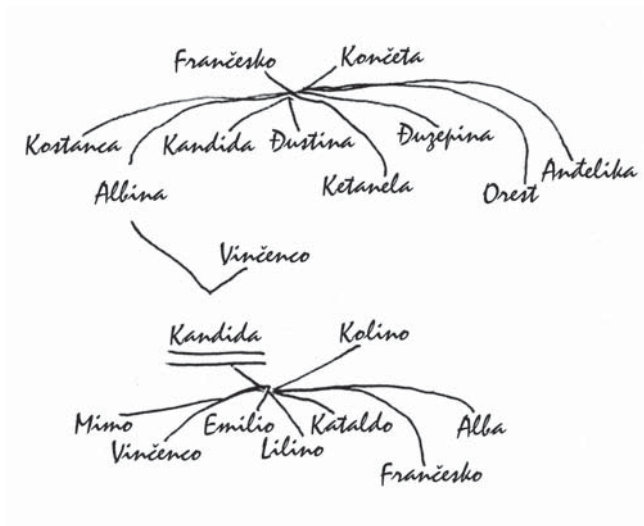 Frančesko Končeta
Kostanca Kandida Đustina Đuzepina
Albina Ketanela Orest Anđelika
Vinčenco
Kandida Kolino
Mimo Emilio Kataldo Alba
Vinčenco Lilino
Frančesko